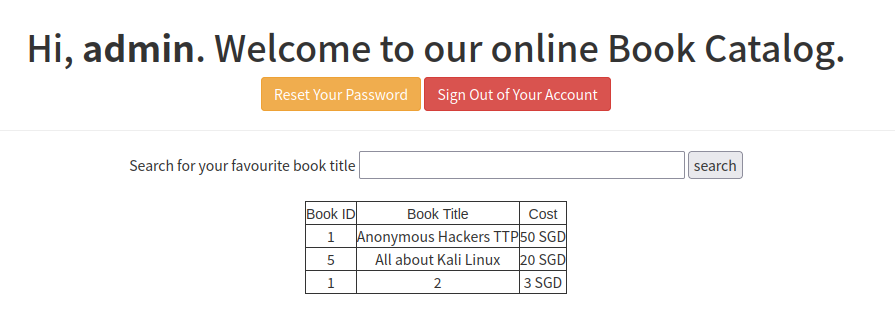 Hi, admin. Welcome to our online Book Catalog.
Reset Your Password Sign Out of Your Account
Search for your favourite book title search
Book ID Book Title Cost
1 Anonymous Hackers TTP 50 SGD
5 All about Kali Linux 20 SGD
1 2 3 SGD